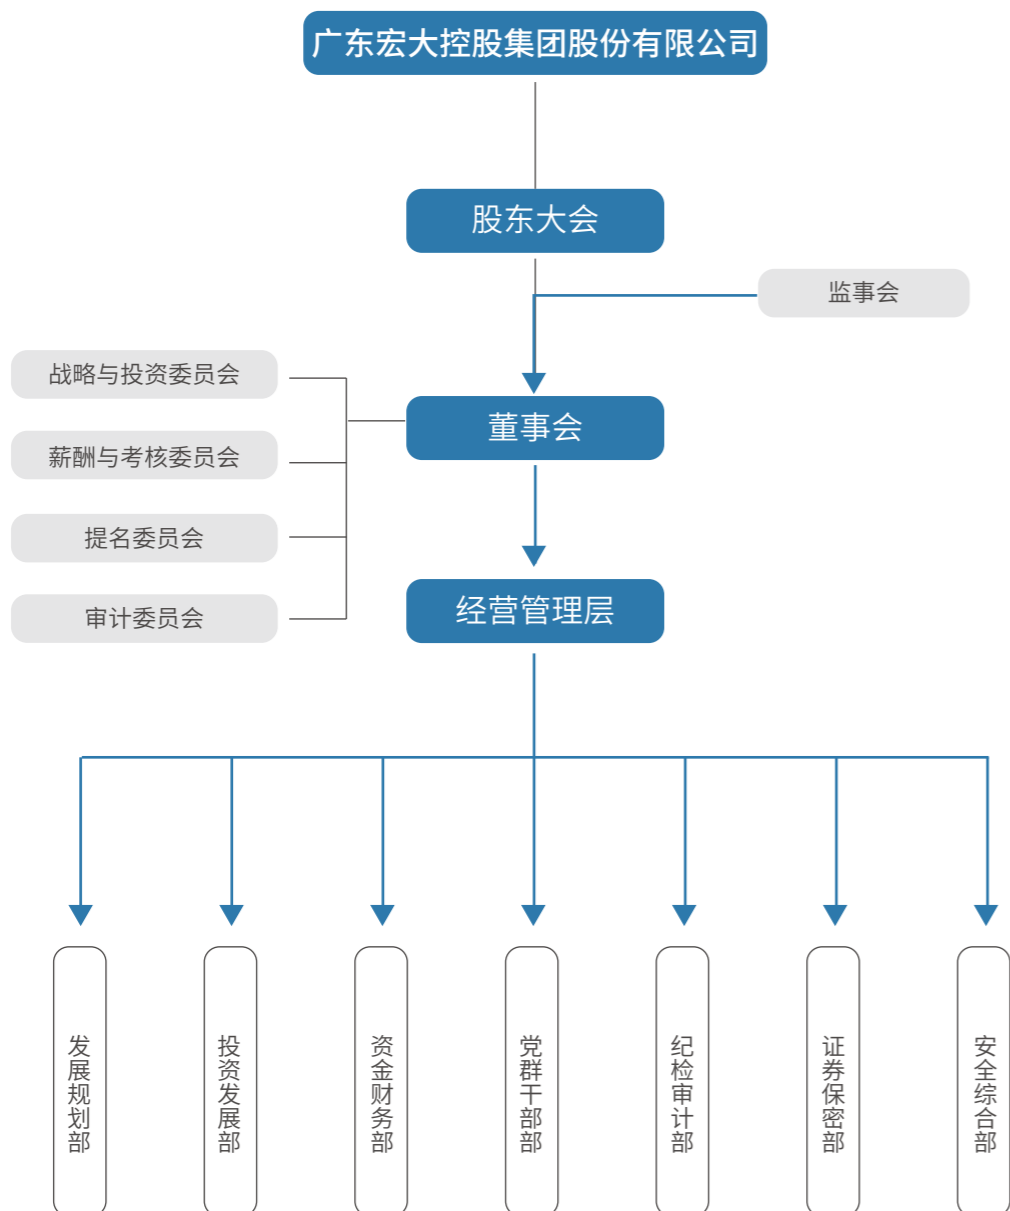 广东宏大控股集团股份有限公司
股东大会
监事会
战略与投资委员会
薪酬与考核委员会
提名委员会
审计委员会
董事会
经营管理层
发展规划部
投资发展部
资金财务部
党群干部部
纪检审计部
证券保密部
安全综合部